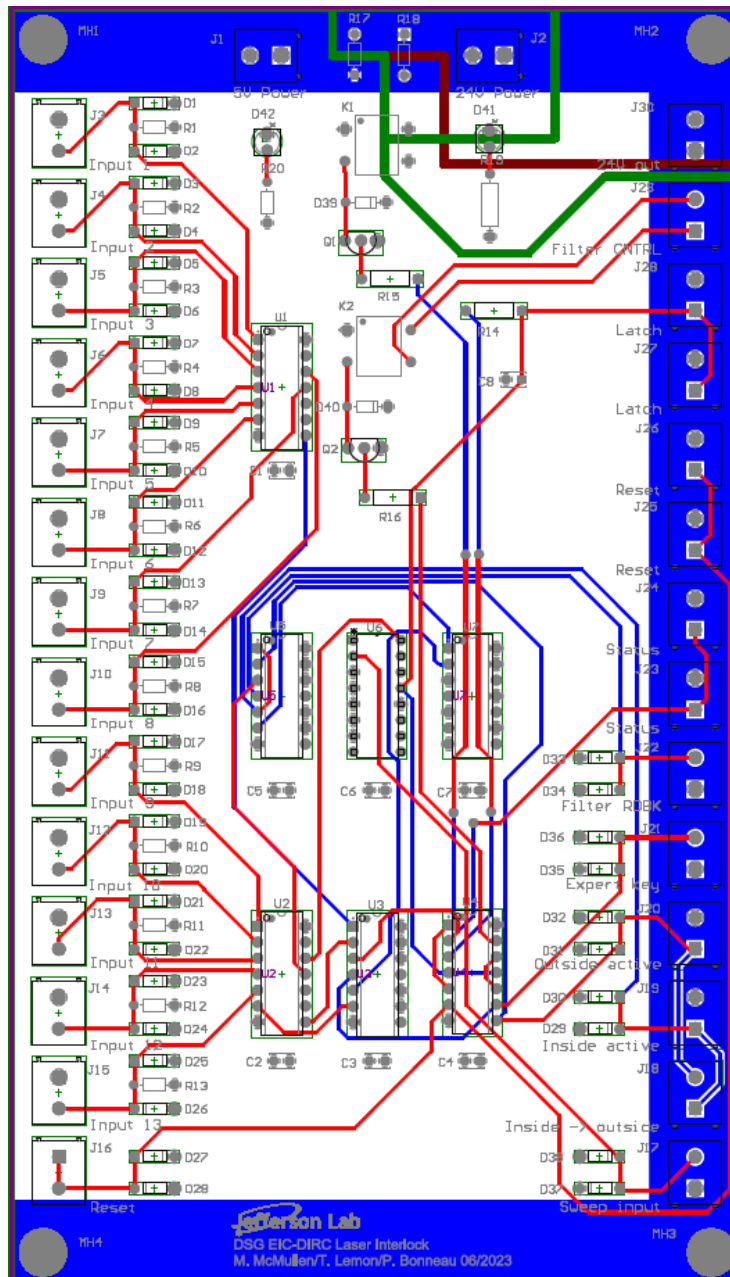 MH1
J1
R17
R18
J2
MH2
5V Power
24V Power
J3
D1
R1
D2
Input 1
D42
R20
K1
D41
R19
J30
24V out
J4
D3
R2
D4
Input 2
D39
Q1
J29
Filter CNTRL
J5
D5
R3
D6
Input 3
R15
J28
Latch
U1
U1
K2
R14
J6
D7
R4
D8
Input 4
J27
Latch
C8
D40
J7
D9
R5
D10
Input 5
C1
Q2
J26
Reset
J8
D11
R6
D12
Input 6
R16
J25
Reset
J9
D13
R7
D14
Input 7
J24
Status
U5
U6
U7
U5
U7
J10
D15
R8
D16
Input 8
J23
Status
J11
D17
R9
D18
Input 9
C5
C6
C7
D33
D34
J22
Filter RDBK
J12
D19
R10
D20
Input 10
D36
D35
J21
Expert key
J13
D21
R11
D22
Input 11
U2
U3
U4
U2
U3
U4
D32
D31
J20
Outside active
J14
D23
R12
D24
Input 12
D30
D29
J19
Inside active
C2
C3
C4
J15
D25
R13
D26
Input 13
J18
Inside -> outside
J16
D27
D28
Reset
D38
D37
J17
Sweep input
MH4
Jefferson Lab
DSG EIC-DIRC Laser Interlock
M. McMullen/T. Lemon/P. Bonneau 06/2023
MH3